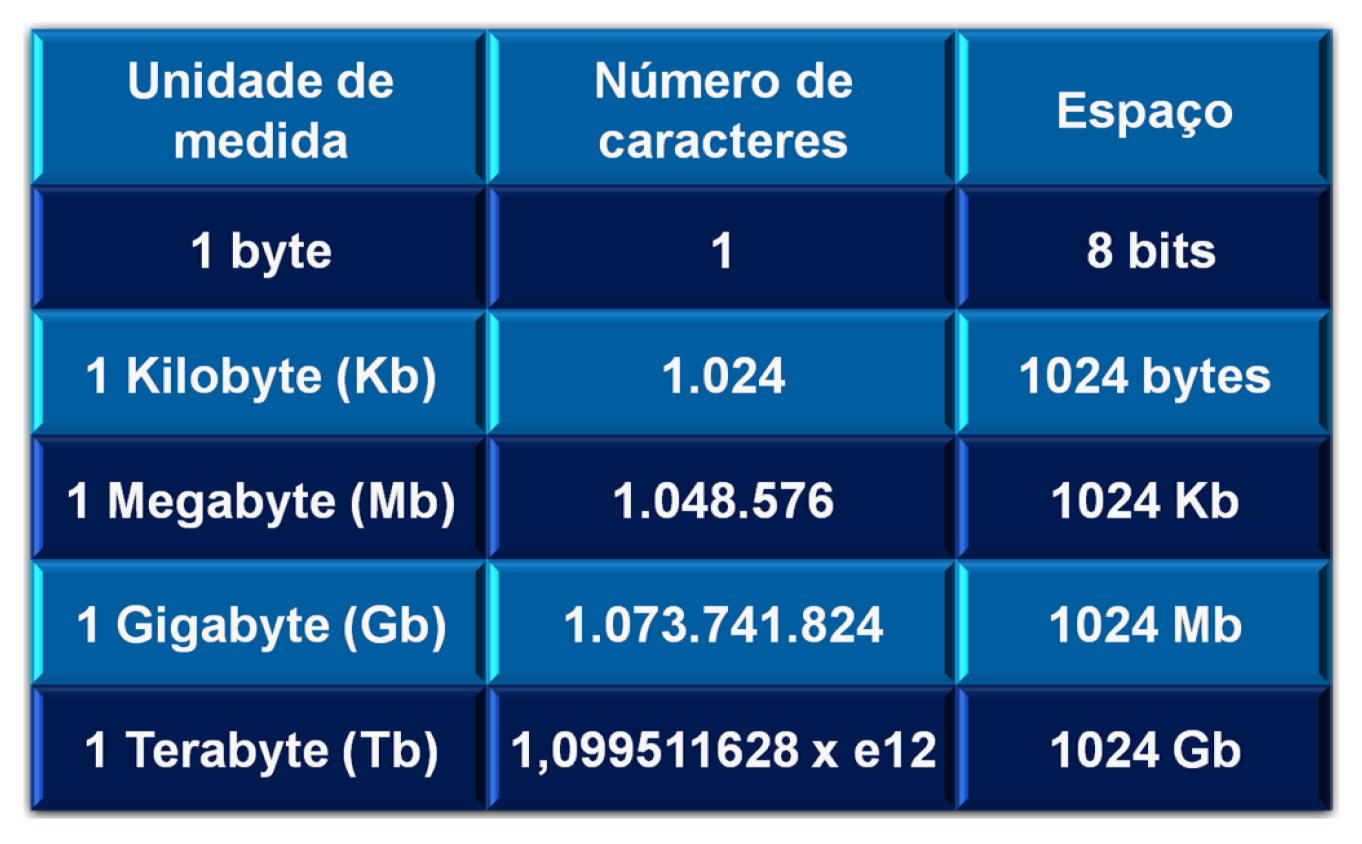 Unidade de
medida
Número de
caracteres
Espaço
1 byte
1
8 bits
1 Kilobyte (Kb)
1.024
1024 bytes
1 Megabyte (Mb)
1.048.576
1024 Kb
1 Gigabyte (Gb)
1.073.741.824
1024 Mb
1 Terabyte (Tb)
1,099511628 x e12
1024 Gb